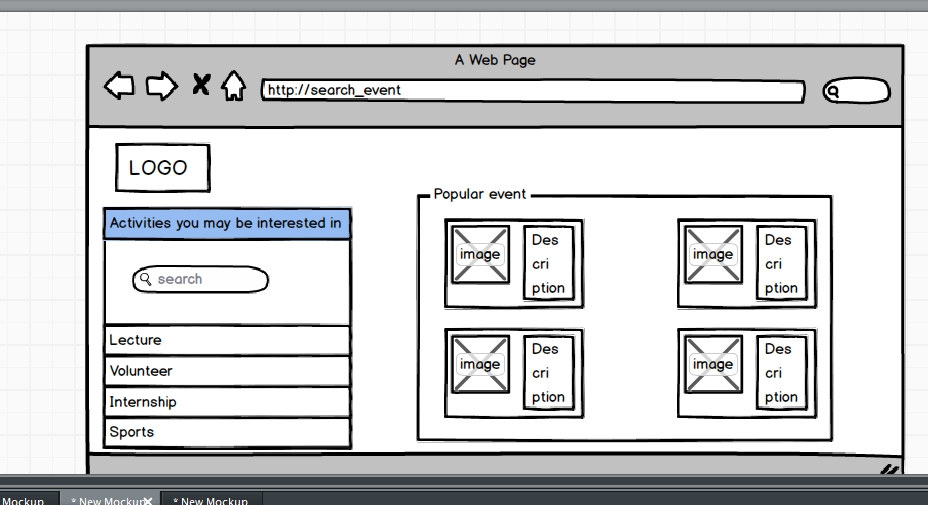 A Web Page
http://search_event
LOGO
Activities you may be interested in
search
Lecture
Volunteer
Internship
Sports
Popular event
image
Des
cri
ption
image
Des
cri
ption
image
Des
cri
ption
image
Des
cri
ption
Mockup
* New Mockup
* New Mockup